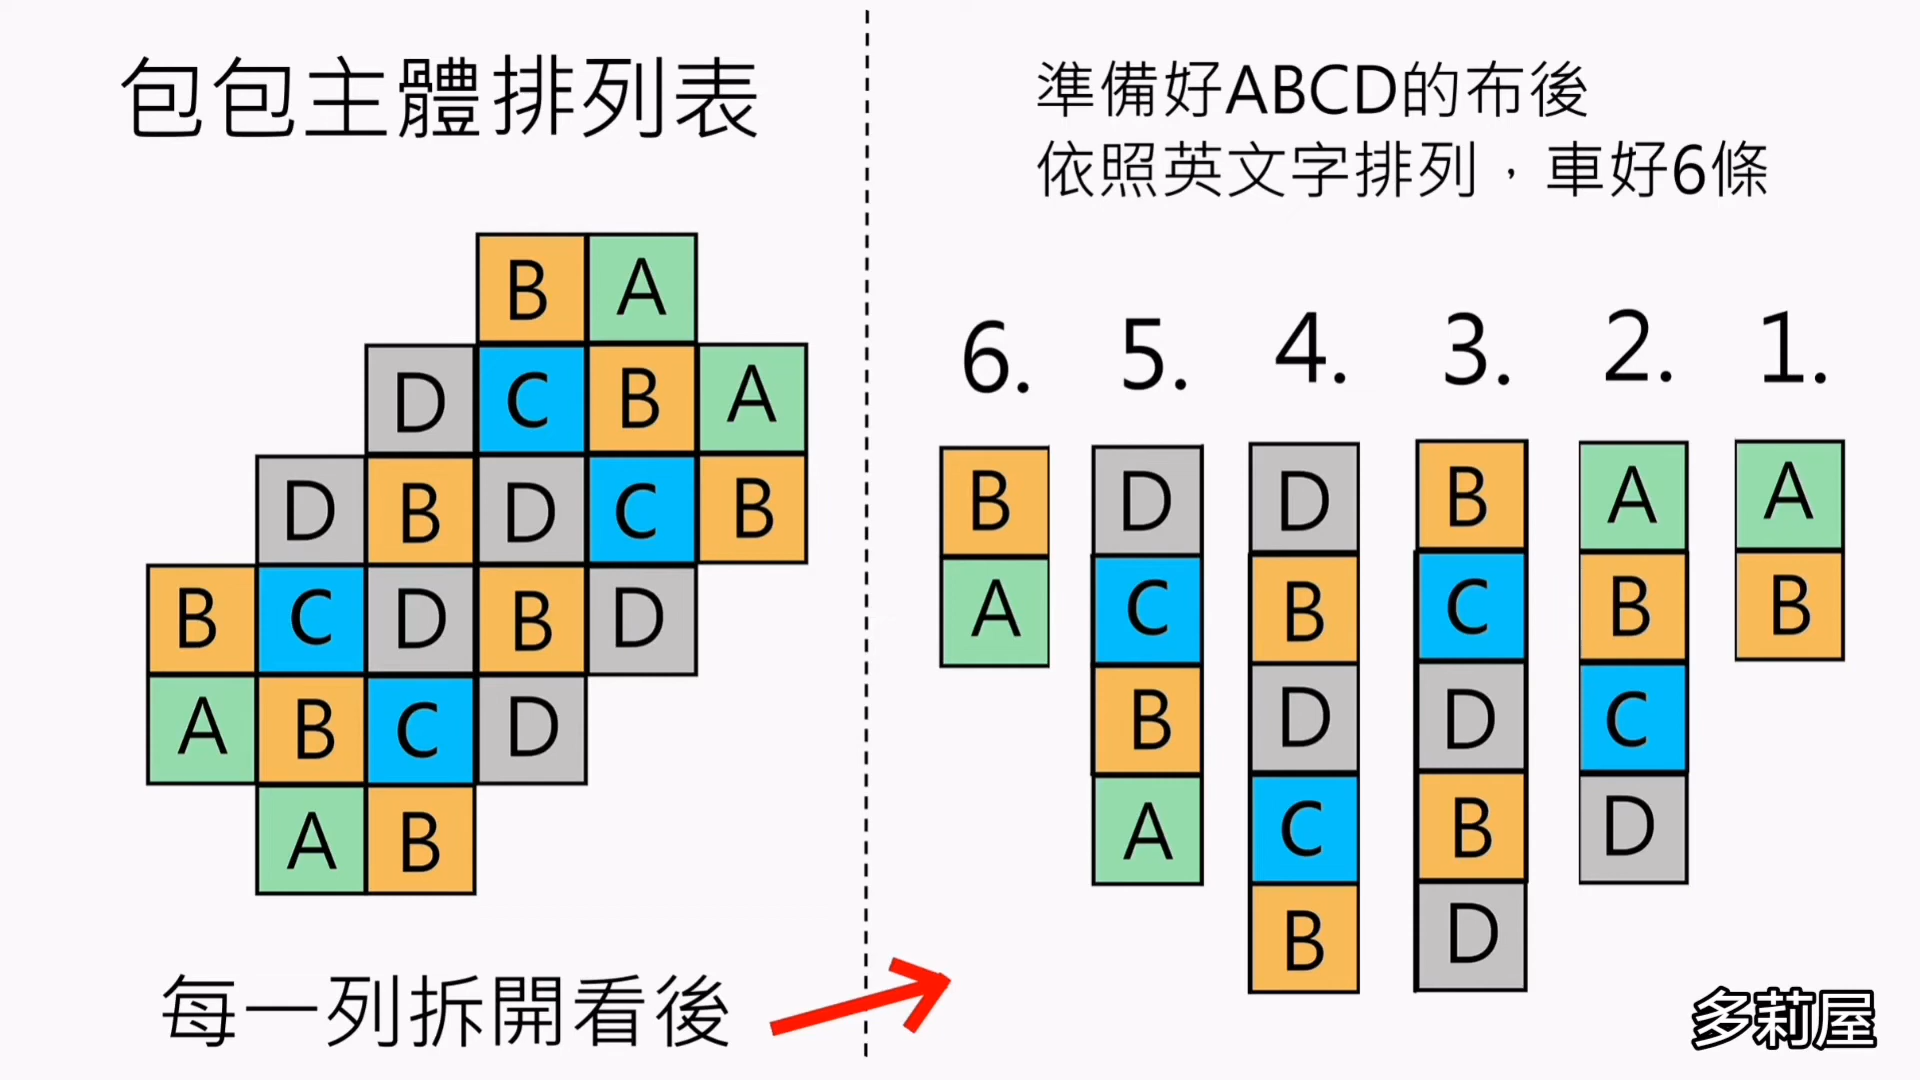 包包主體排列表
B A
D C B A
D B D C B
B C D B D
A B C D
A B
每一列拆開看後
準備好ABCD的布後
依照英文字排列，車好6條
6. 5. 4. 3. 2. 1.
B D D B A A
A C B C B B
B D D C
A C B D
B D
多莉屋